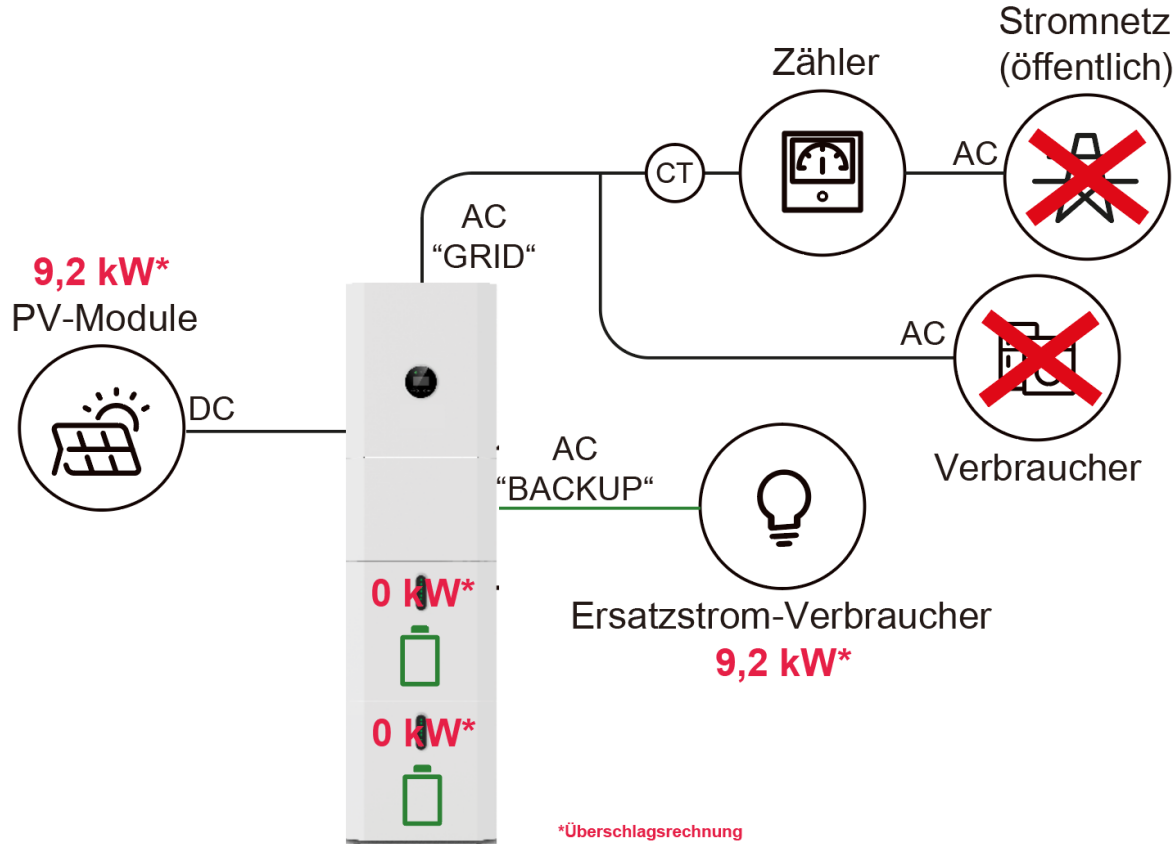 Stromnetz
(öffentlich)
Zähler
AC
CT
AC
“GRID“
9,2 kW*
PV-Module
AC
DC
AC
“BACKUP“
Verbraucher
0 kW*
Ersatzstrom-Verbraucher
9,2 kW*
0 kW*
*Überschlagsrechnung